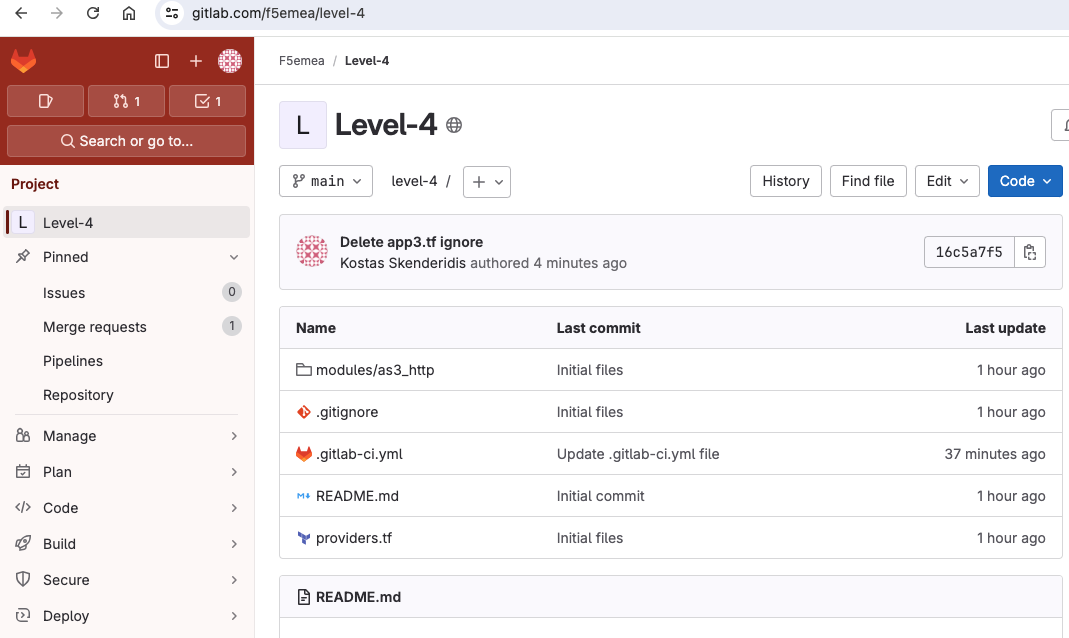 gitlab.com/f5emea/level-4
1
1
Search or go to...
Project
L Level-4
Pinned
Issues 0
Merge requests 1
Pipelines
Repository
Manage
Plan
Code
Build
Secure
Deploy
F5emea / Level-4
L Level-4
main level-4 / + History Find file Edit Code
Delete app3.tf ignore
Kostas Skenderidis authored 4 minutes ago
16c5a7f5
Name Last commit Last update
modules/as3_http Initial files 1 hour ago
.gitignore Initial files 1 hour ago
.gitlab-ci.yml Update .gitlab-ci.yml file 37 minutes ago
README.md Initial commit 1 hour ago
providers.tf Initial files 1 hour ago
README.md